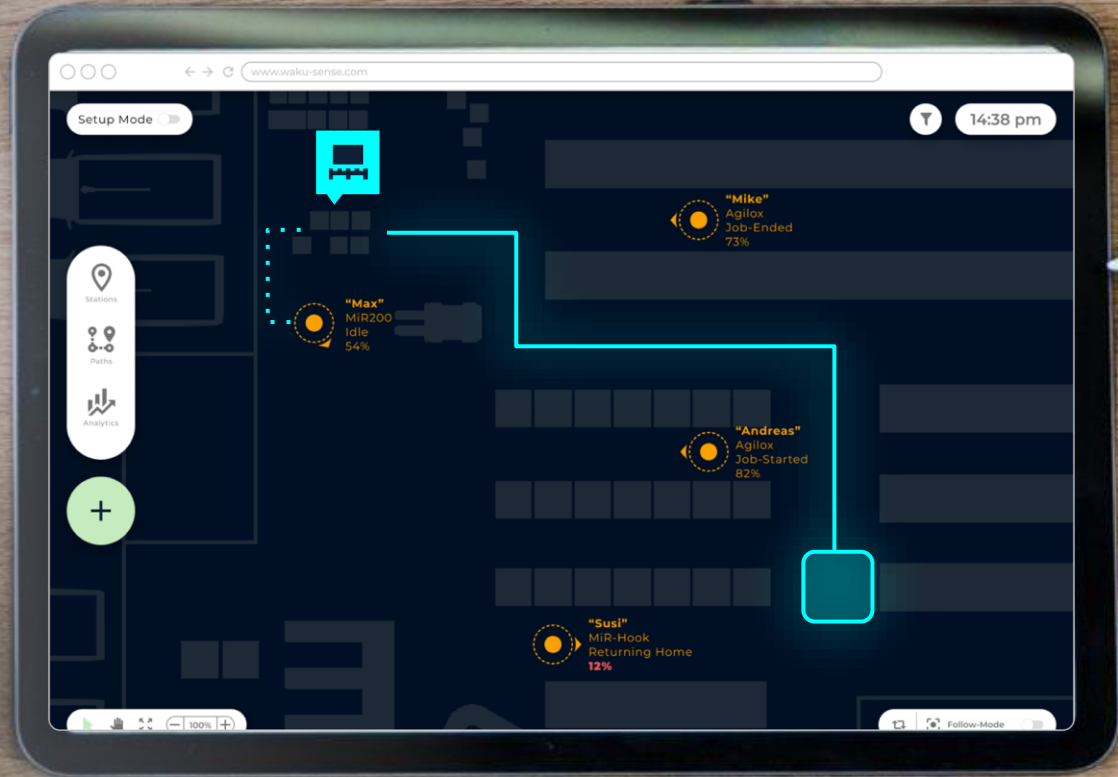 www.waku-sense.com
Setup Mode
14:38 pm
“Mike”
Agilox
Job-Ended
73%
Stations
Paths
Analytics
“Max”
MiR200
Idle
54%
“Andreas”
Agilox
Job-Started
82%
+
“Susi”
MiR-Hook
Returning Home
12%
100%
Follow-Mode